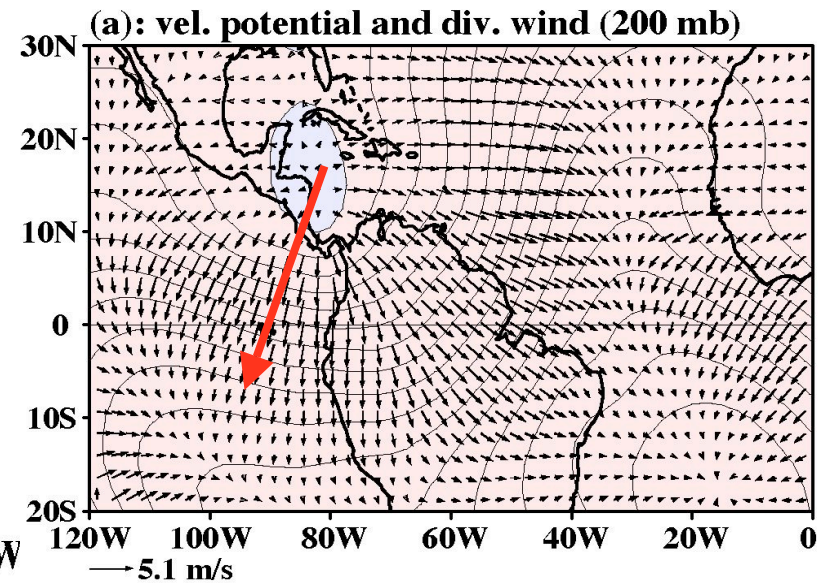 (a): vel. potential and div. wind (200 mb)
30N
20N
10N
0
10S
20S
120W 100W 80W 60W 40W 20W 0
W
5.1 m/s